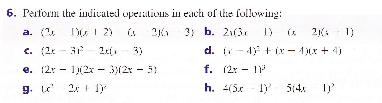 6. Perform the indicated operations in each of the following:
a. (2x 1)(x + 2) (x 2)(x 3) b. 2x(3x 1) (x 2)(x 1)
c. (2x 3)² 2x(x 3) d. (x 4)² + (x − 4)(x + 4)
e. (2x − 1)(2x − 3)(2x − 5) f. (2x − 1)³
g. (x² 2x + 1)² h. 4(5x 1)² 5(4x 1)²